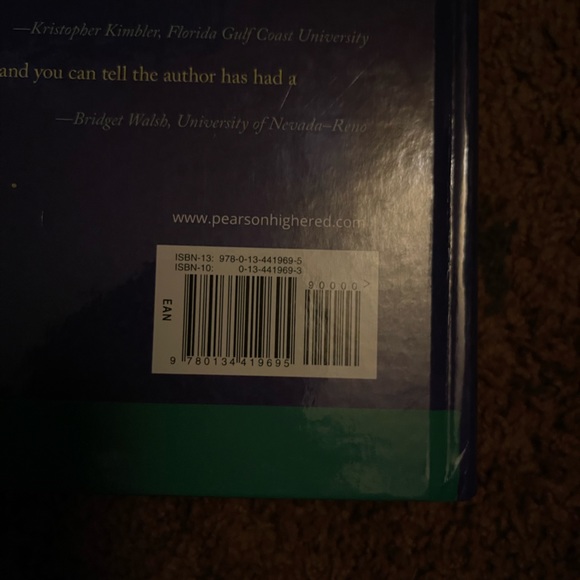 —Kristopher Kimbler, Florida Gulf Coast University
and you can tell the author has had a
—Bridget Walsh, University of Nevada–Reno
www.pearsonhighered.com
ISBN-13: 978-0-13-441969-5
ISBN-10: 0-13-441969-3
90000>
EAN
9 780134 419695